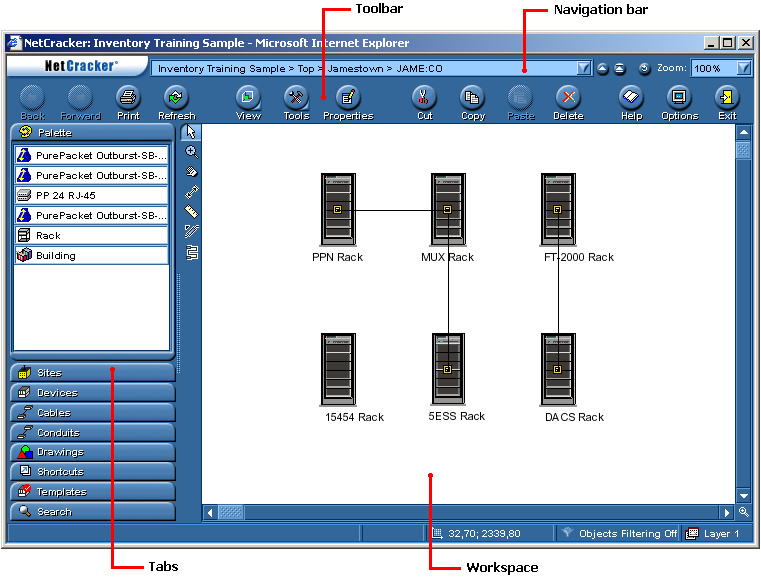 Toolbar
Navigation bar
NetCracker: Inventory Training Sample - Microsoft Internet Explorer
NetCracker®
Inventory Training Sample > Top > Jamestown > JAME:CO
Zoom: 100%
Back Forward Print Refresh View Tools Properties Cut Copy Paste Delete Help Options Exit
Palette
PurePacket Outburst-SB-...
PurePacket Outburst-SB-...
PP 24 RJ-45
PurePacket Outburst-SB-...
Rack
Building
PPN Rack MUX Rack FT-2000 Rack
15454 Rack 5ESS Rack DACS Rack
Sites
Devices
Cables
Conduits
Drawings
Shortcuts
Templates
Search
32,70; 2339,80 Objects Filtering Off Layer 1
Tabs
Workspace